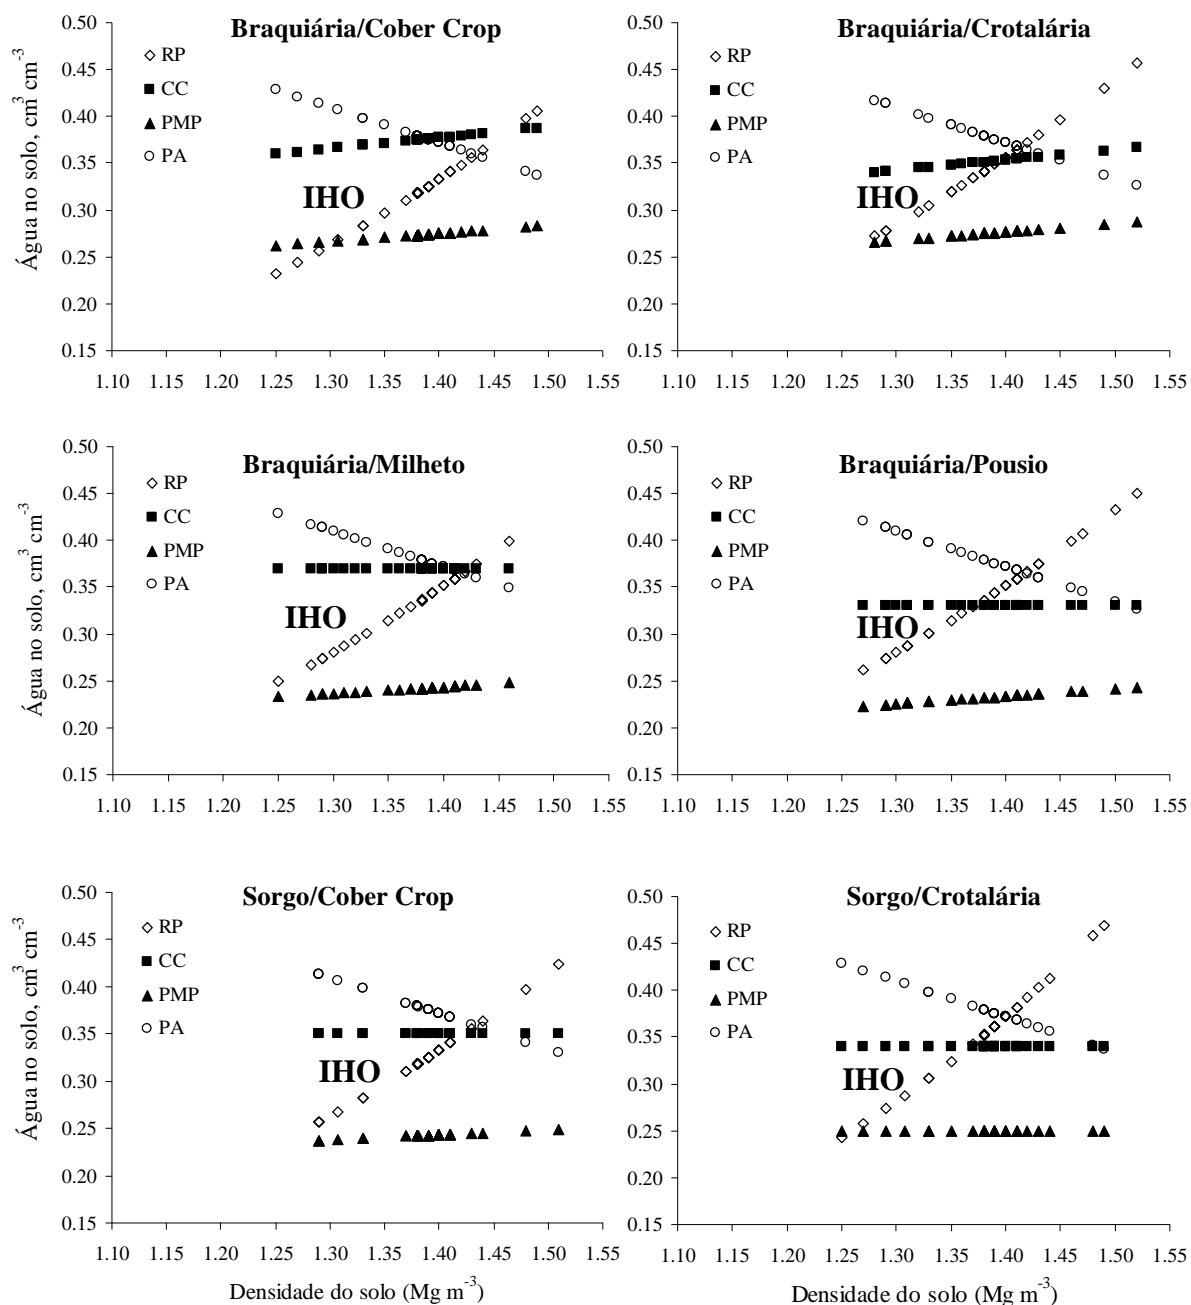 Braquiária/Cober Crop
Água no solo, cm³ cm⁻³
0.50
0.45
0.40
0.35
0.30
0.25
0.20
0.15
RP
CC
PMP
PA
IHO
1.10 1.15 1.20 1.25 1.30 1.35 1.40 1.45 1.50 1.55
Braquiária/Crotalária
0.50
0.45
0.40
0.35
0.30
0.25
0.20
0.15
RP
CC
PMP
PA
IHO
1.10 1.15 1.20 1.25 1.30 1.35 1.40 1.45 1.50 1.55
Braquiária/Milheto
Água no solo, cm³ cm⁻³
0.50
0.45
0.40
0.35
0.30
0.25
0.20
0.15
RP
CC
PMP
PA
IHO
1.10 1.15 1.20 1.25 1.30 1.35 1.40 1.45 1.50 1.55
Braquiária/Pousio
0.50
0.45
0.40
0.35
0.30
0.25
0.20
0.15
RP
CC
PMP
PA
IHO
1.10 1.15 1.20 1.25 1.30 1.35 1.40 1.45 1.50 1.55
Sorgo/Cober Crop
Água no solo, cm³ cm⁻³
0.50
0.45
0.40
0.35
0.30
0.25
0.20
0.15
RP
CC
PMP
PA
IHO
1.10 1.15 1.20 1.25 1.30 1.35 1.40 1.45 1.50 1.55
Densidade do solo (Mg m⁻³)
Sorgo/Crotalária
0.50
0.45
0.40
0.35
0.30
0.25
0.20
0.15
RP
CC
PMP
PA
IHO
1.10 1.15 1.20 1.25 1.30 1.35 1.40 1.45 1.50 1.55
Densidade do solo (Mg m⁻³)